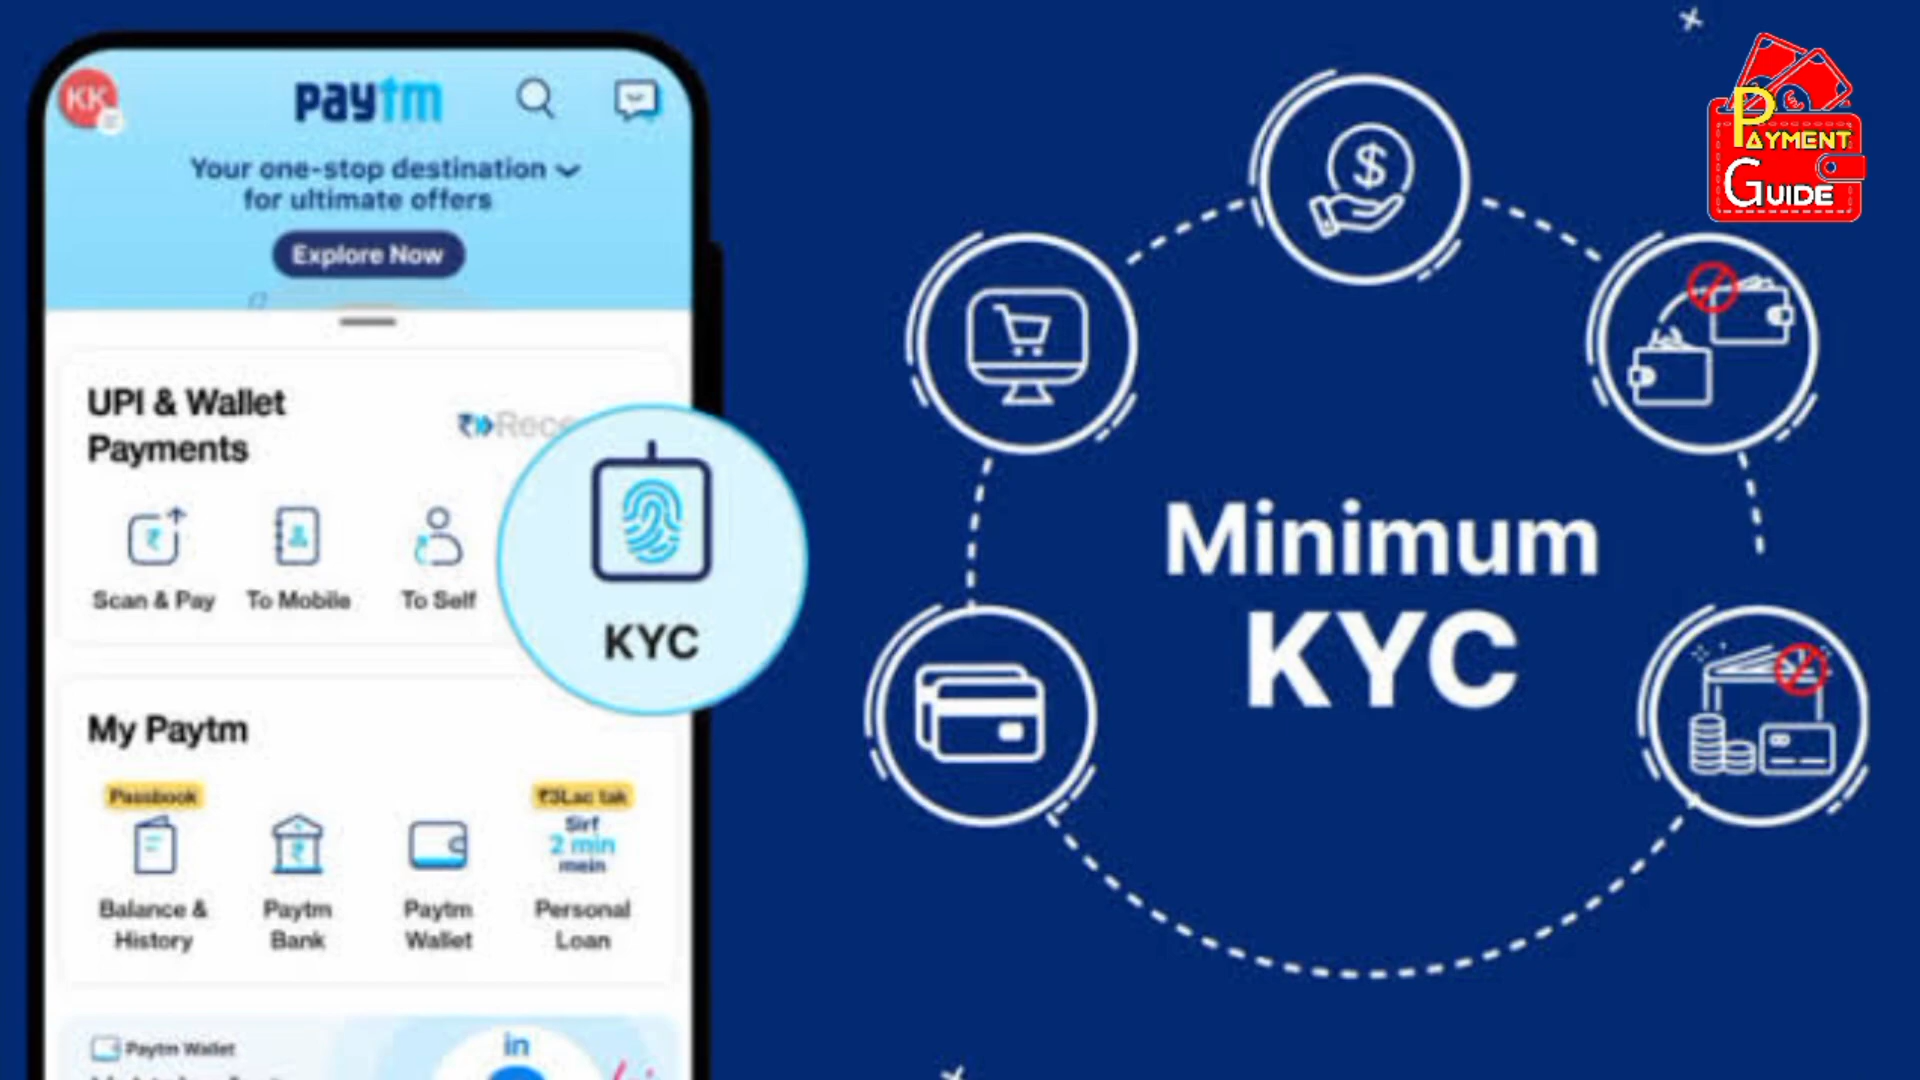 KK
paytm
Your one-stop destination
for ultimate offers
Explore Now
UPI & Wallet
Payments
Scan & Pay
To Mobile
To Self
KYC
My Paytm
Passbook
Balance &
History
Paytm
Bank
Paytm
Wallet
₹3Lac tak
Sirf
2 min
mein
Personal
Loan
Paytm Wallet
in
Minimum
KYC
PAYMENT
GUIDE